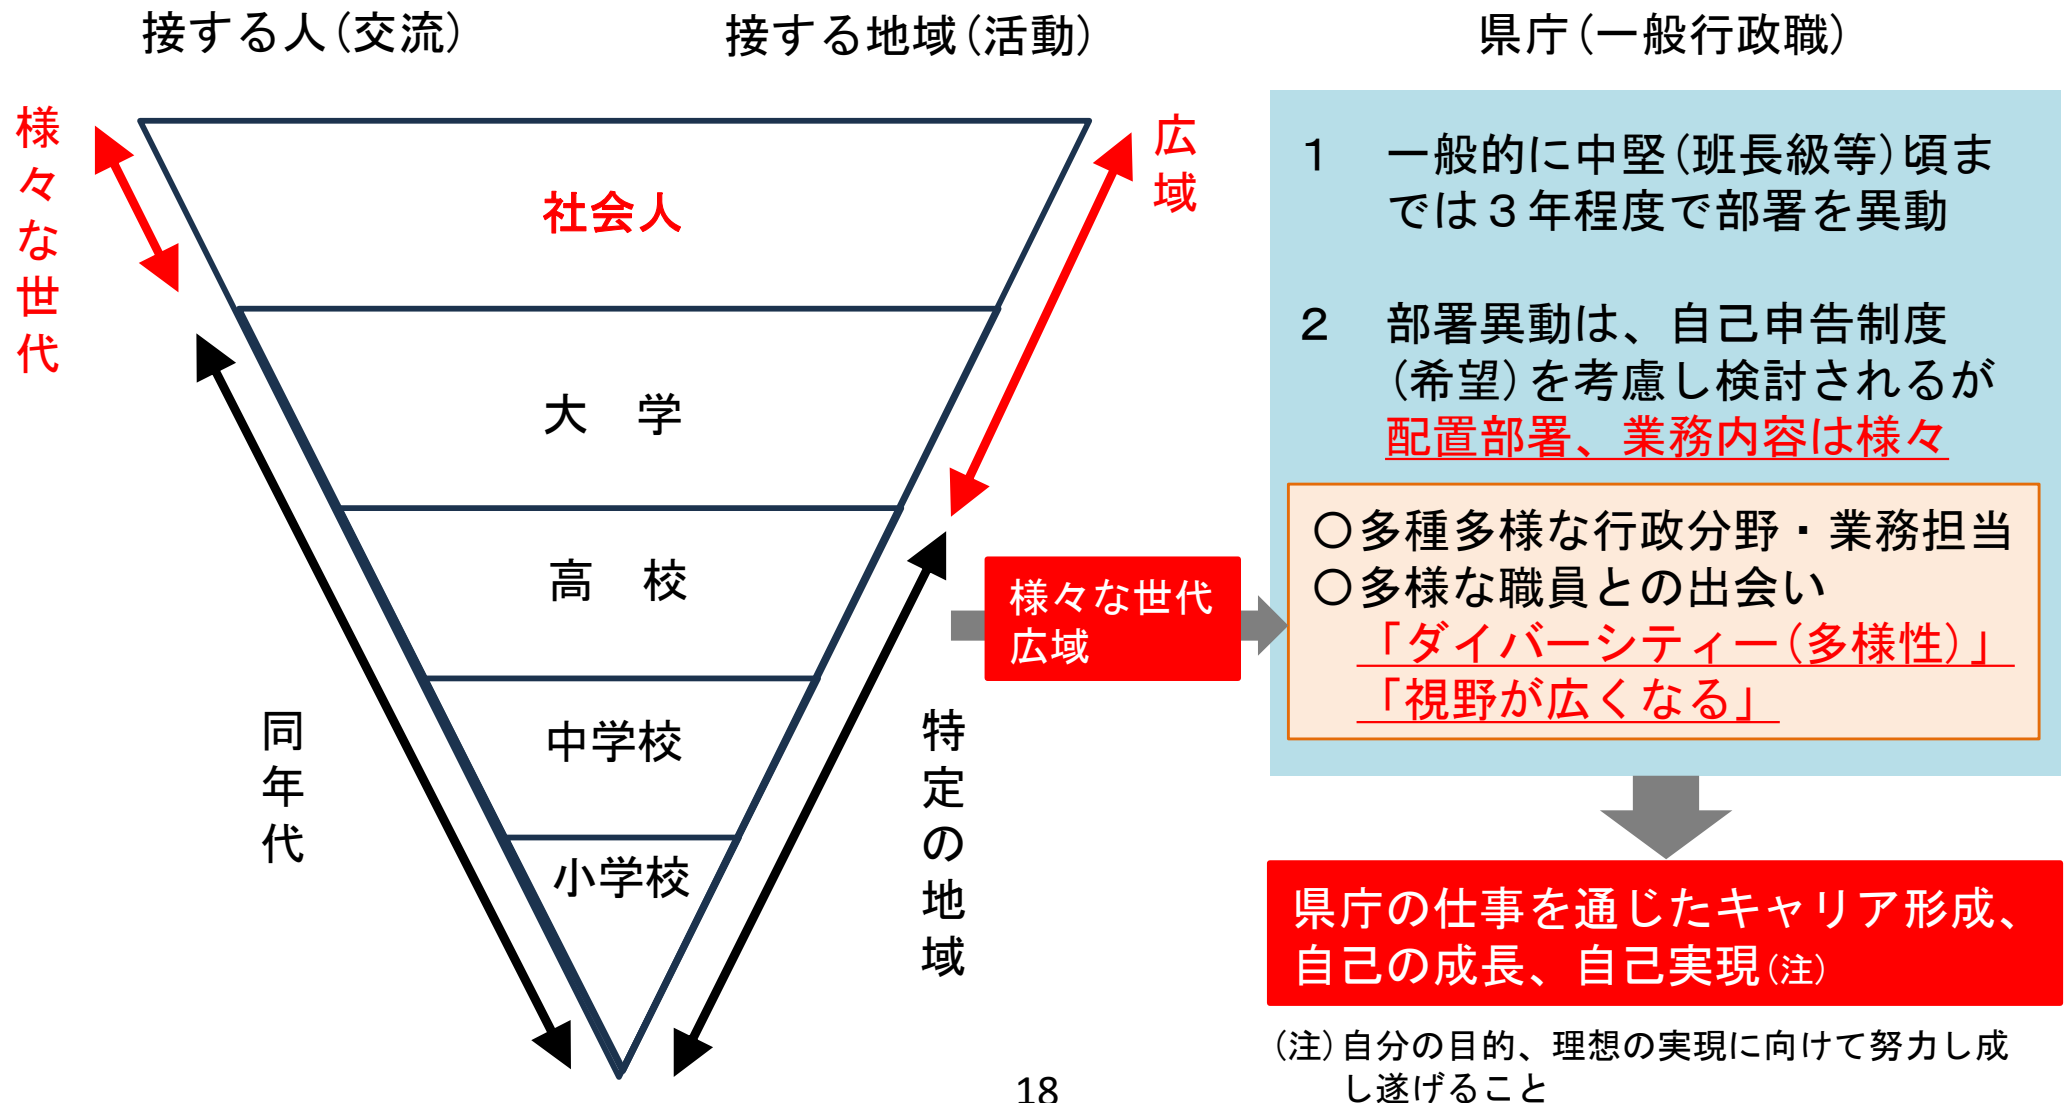 接する人(交流)
接する地域(活動)
県庁(一般行政職)
様々な世代
広域
社会人
大　学
高　校
中学校
小学校
同年代
特定の地域
様々な世代
広域
１　一般的に中堅(班長級等)頃ま
では３年程度で部署を異動
２　部署異動は、自己申告制度
(希望)を考慮し検討されるが
配置部署、業務内容は様々
〇多種多様な行政分野・業務担当
〇多様な職員との出会い
「ダイバーシティー(多様性)」
「視野が広くなる」
県庁の仕事を通じたキャリア形成、
自己の成長、自己実現(注)
(注)自分の目的、理想の実現に向けて努力し成
し遂げること
18